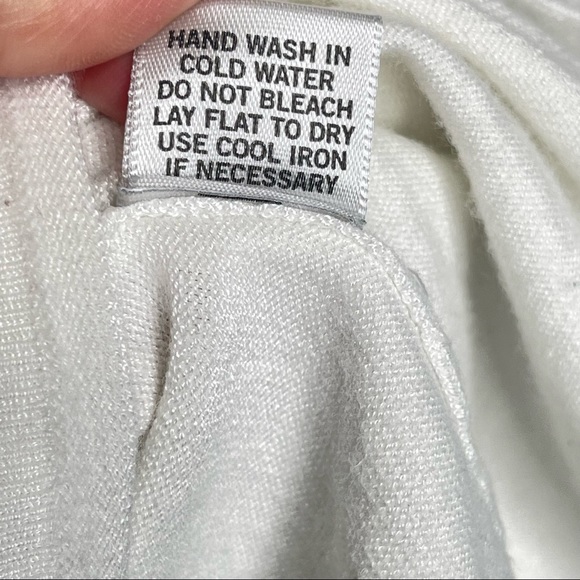 HAND WASH IN
COLD WATER
DO NOT BLEACH
LAY FLAT TO DRY
USE COOL IRON
IF NECESSARY